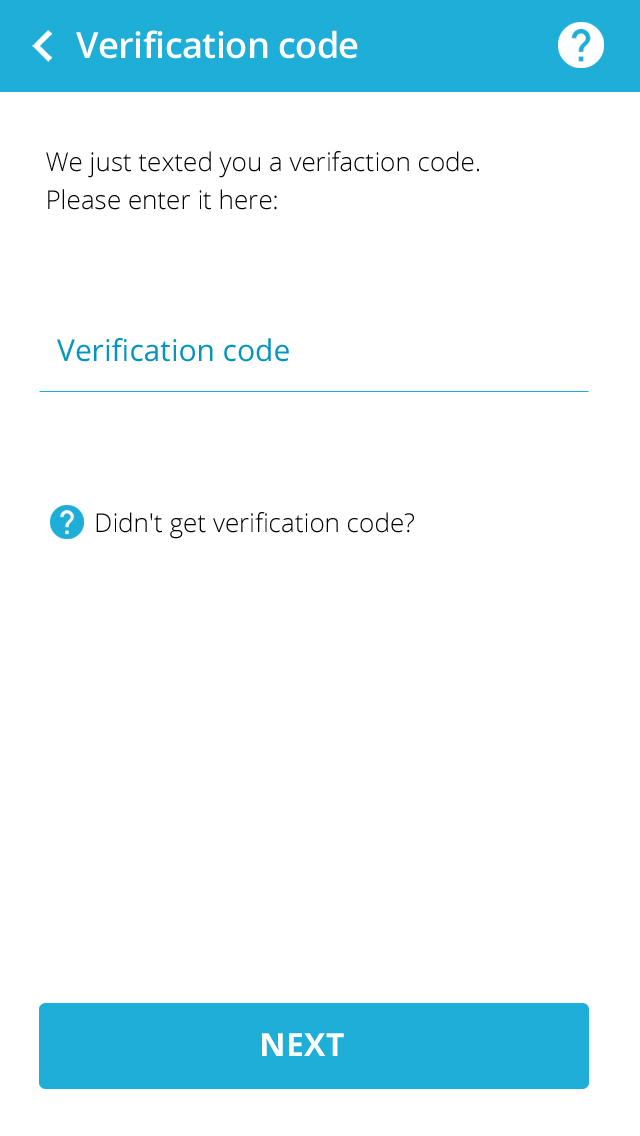 Verification code
We just texted you a verifaction code.
Please enter it here:
Verification code
Didn't get verification code?
NEXT